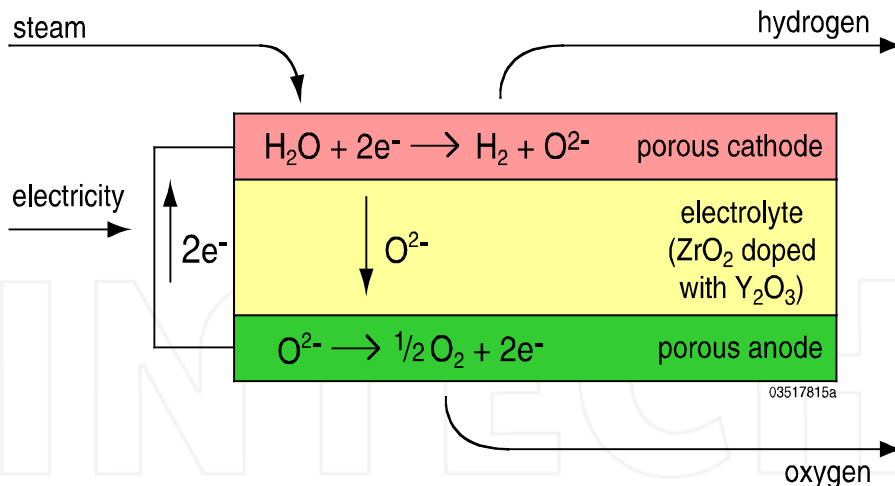 steam
hydrogen
H₂O + 2e⁻ → H₂ + O²⁻
porous cathode
electricity
2e⁻
O²⁻
electrolyte
(ZrO₂ doped
with Y₂O₃)
O²⁻ → ½ O₂ + 2e⁻
porous anode
03517815a
oxygen
INTECH